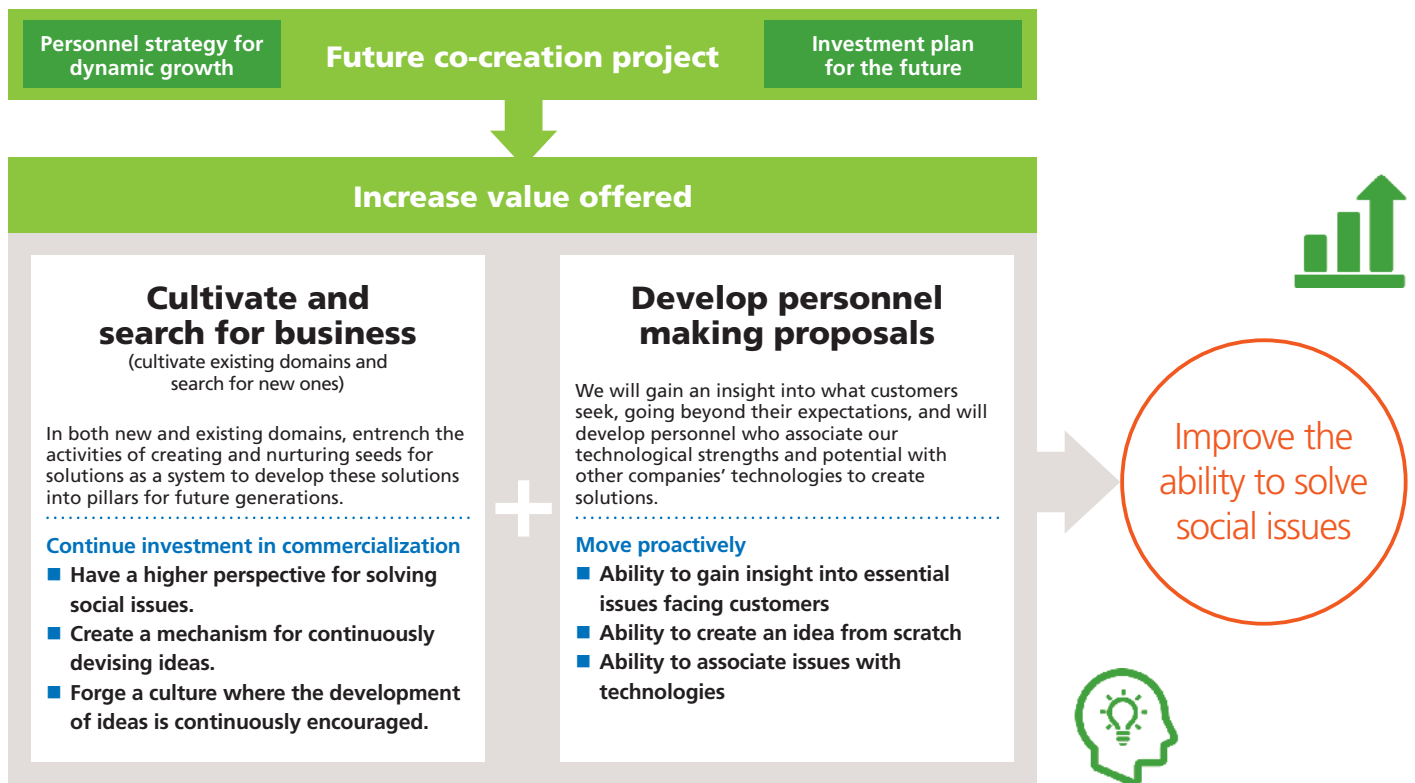 Personnel strategy for
dynamic growth
Future co-creation project
Investment plan
for the future
Increase value offered
Cultivate and
search for business
(cultivate existing domains and
search for new ones)
In both new and existing domains, entrench the
activities of creating and nurturing seeds for
solutions as a system to develop these solutions
into pillars for future generations.
Continue investment in commercialization
■ Have a higher perspective for solving
social issues.
■ Create a mechanism for continuously
devising ideas.
■ Forge a culture where the development
of ideas is continuously encouraged.
+
Develop personnel
making proposals
We will gain an insight into what customers
seek, going beyond their expectations, and will
develop personnel who associate our
technological strengths and potential with
other companies’ technologies to create
solutions.
Move proactively
■ Ability to gain insight into essential
issues facing customers
■ Ability to create an idea from scratch
■ Ability to associate issues with
technologies
Improve the
ability to solve
social issues